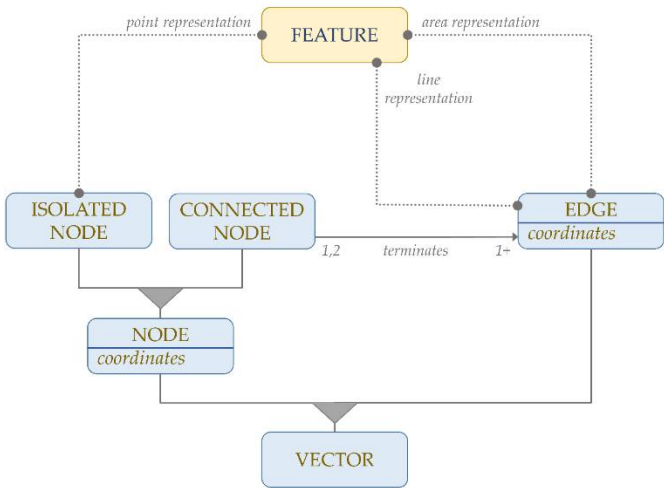 point representation
FEATURE
area representation
line
representation
ISOLATED
NODE
CONNECTED
NODE
EDGE
coordinates
1,2
terminates
1+
NODE
coordinates
VECTOR